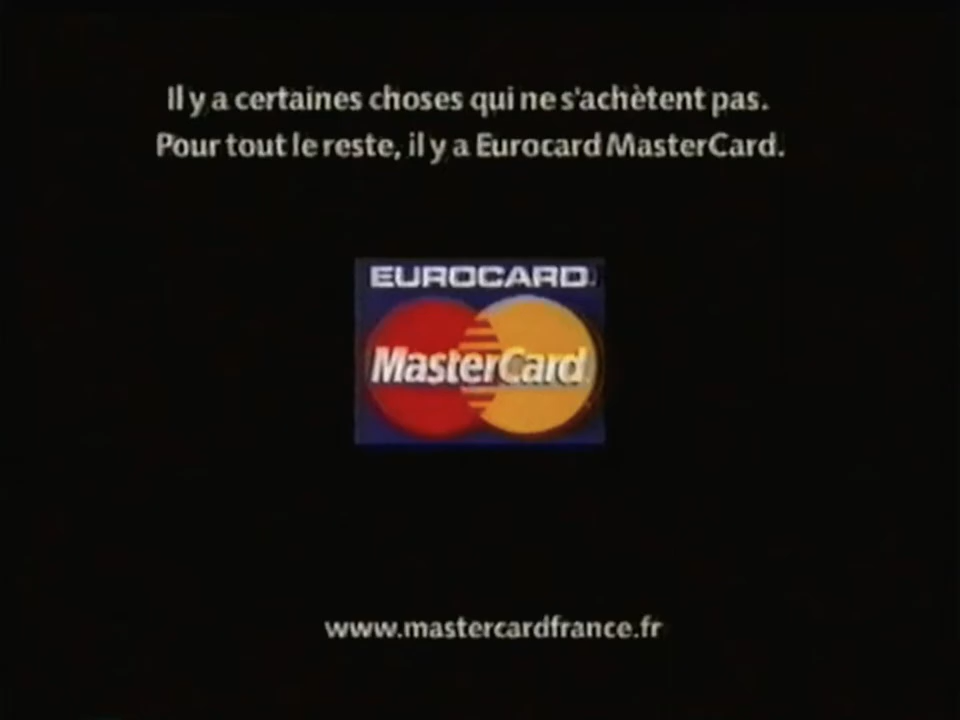 Il y a certaines choses qui ne s'achètent pas.
Pour tout le reste, il y a Eurocard MasterCard.
EUROCARD
MasterCard
www.mastercardfrance.fr